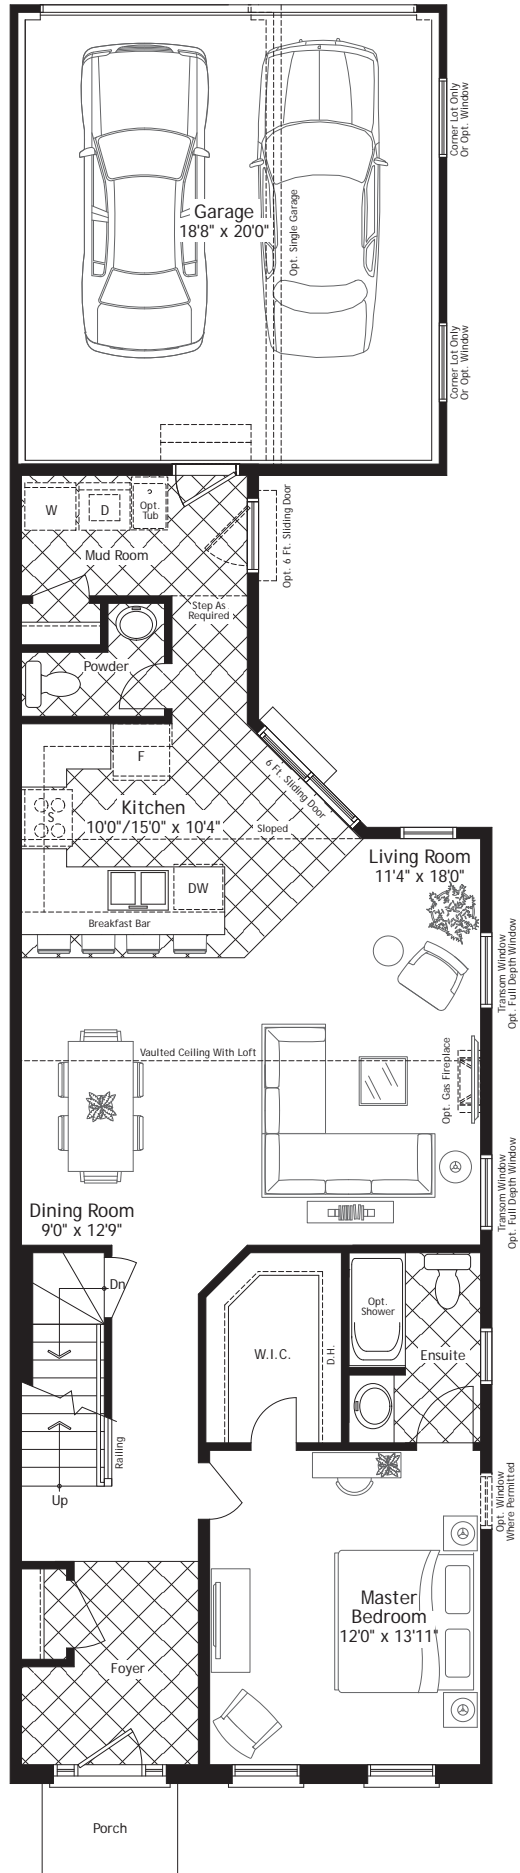 Corner Lot Only
Or Opt. Window
Garage
18'8" x 20'0"
Opt. Single Garage
Corner Lot Only
Or Opt. Window
W
D
Opt.
Tub
Opt. 6 Ft. Sliding Door
Mud Room
Step As
Required
Powder
F
6 Ft. Sliding Door
S
Kitchen
10'0"/15'0" x 10'4"
Sloped
Living Room
11'4" x 18'0"
DW
Breakfast Bar
Transom Window
Opt. Full Depth Window
Vaulted Ceiling With Loft
Opt. Gas Fireplace
Transom Window
Opt. Full Depth Window
Dining Room
9'0" x 12'9"
Dn
Opt.
Shower
W.I.C.
D.H.
Ensuite
Railing
Up
Opt. Window
Where Permitted
Master
Bedroom
12'0" x 13'11"
Foyer
Porch